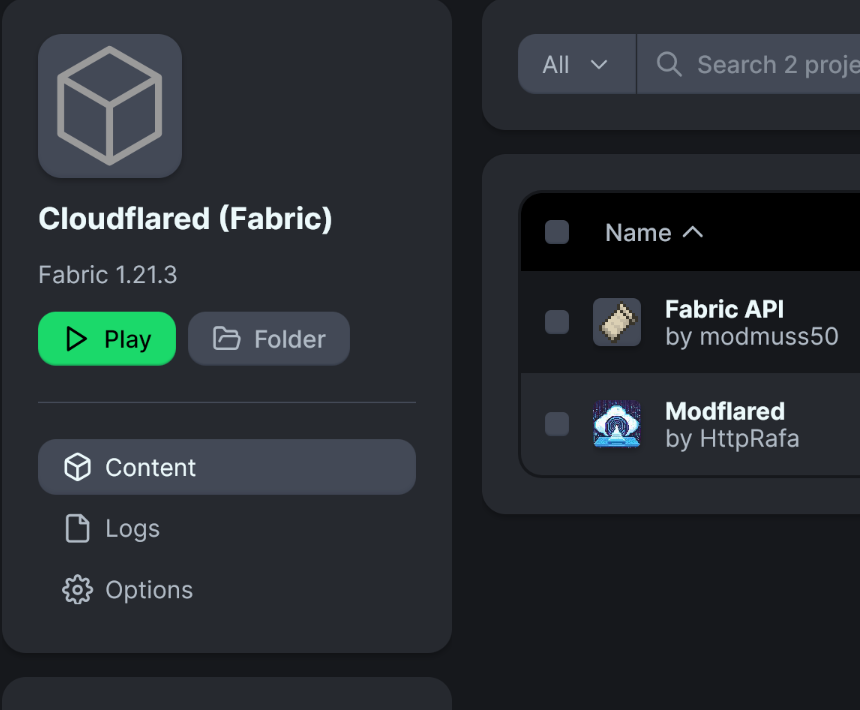 Cloudflared (Fabric)
Fabric 1.21.3
Play
Folder
Content
Logs
Options
All
Search 2 proje
Name
Fabric API
by modmuss50
Modflared
by HttpRafa